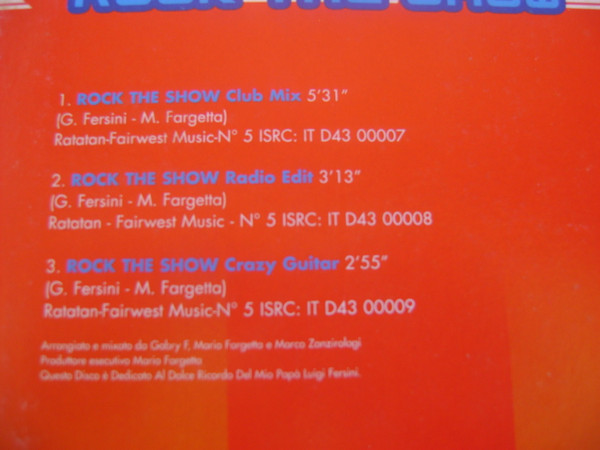 ROCK THE SHOW
1. ROCK THE SHOW Club Mix 5'31"
(G. Fersini - M. Fargetta)
Ratatan-Fairwest Music-N° 5 ISRC: IT D43 00007
2. ROCK THE SHOW Radio Edit 3'13"
(G. Fersini - M. Fargetta)
Ratatan - Fairwest Music - N° 5 ISRC: IT D43 00008
3. ROCK THE SHOW Crazy Guitar 2'55"
(G. Fersini - M. Fargetta)
Ratatan-Fairwest Music-N° 5 ISRC: IT D43 00009
Arrangiato e mixato da Gabry F, Mario Fargetta e Marco Zanzirolagi
Produttore esecutivo Mario Fargetta
Questo Disco è Dedicato Al Dolce Ricordo Del Mio Papà Luigi Fersini.